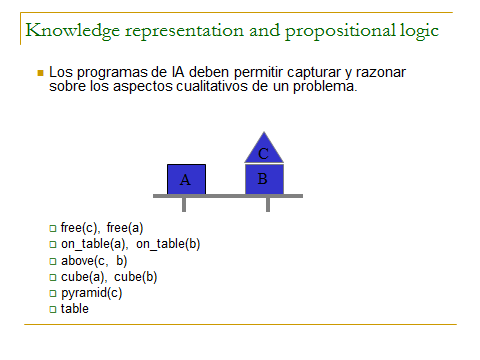 Knowledge representation and propositional logic
Los programas de IA deben permitir capturar y razonar
sobre los aspectos cualitativos de un problema.
C
A
B
free(c), free(a)
on_table(a), on_table(b)
above(c, b)
cube(a), cube(b)
pyramid(c)
table